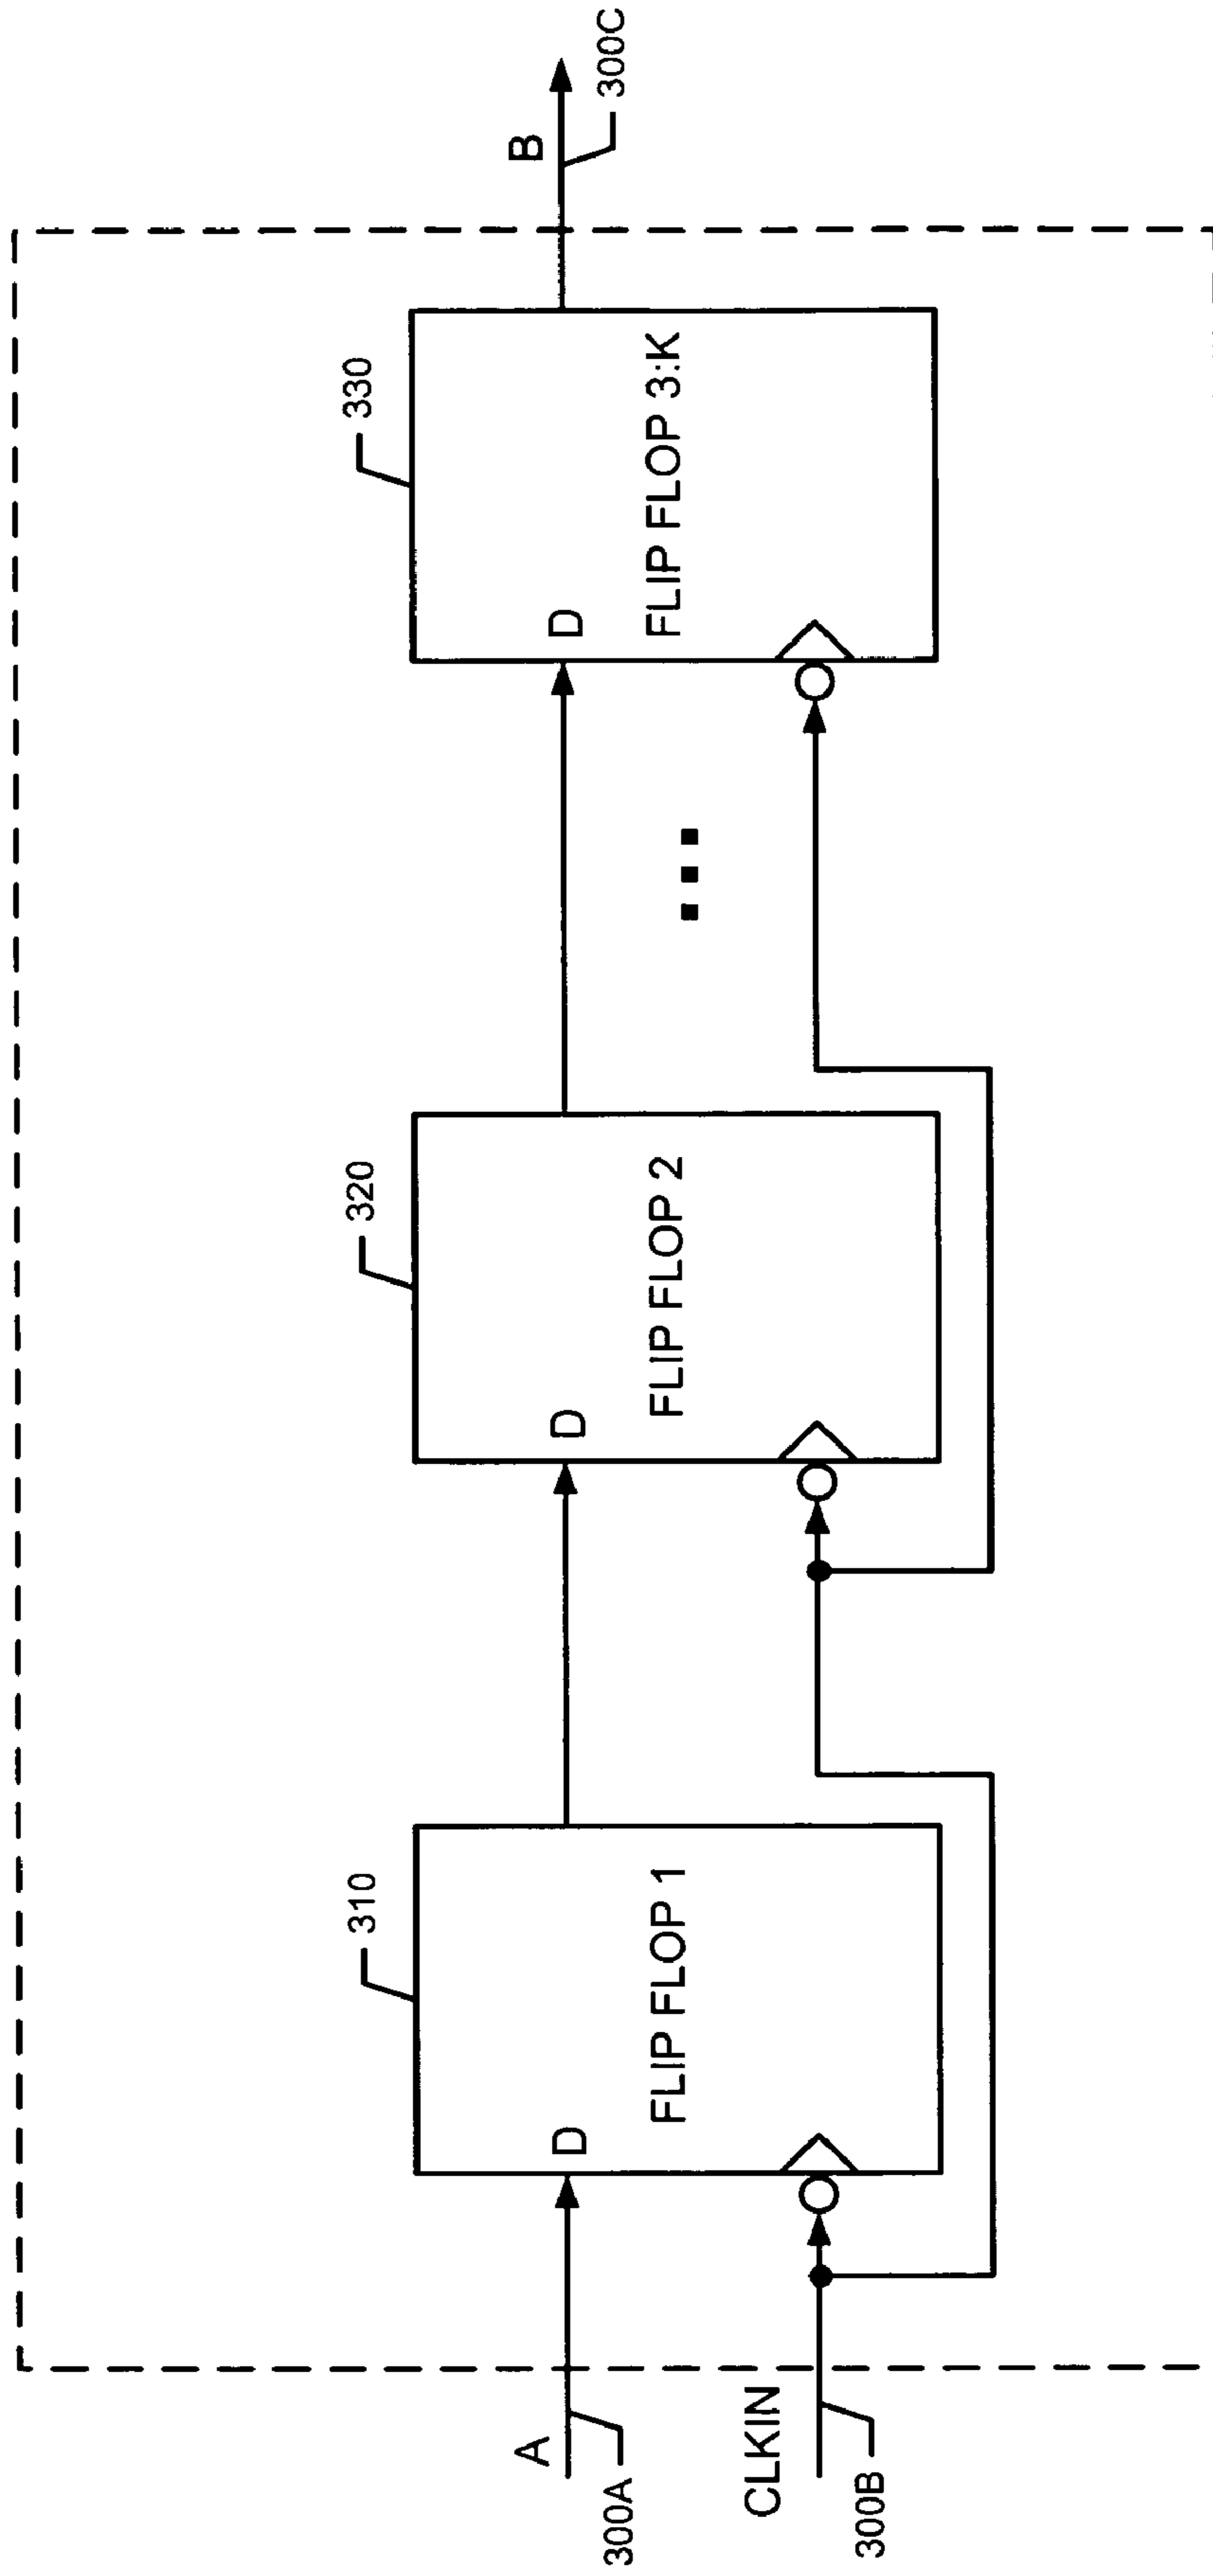 310
320
330
A
300A
D
FLIP FLOP 1
D
FLIP FLOP 2
D
FLIP FLOP 3:K
B
300C
CLKIN
300B